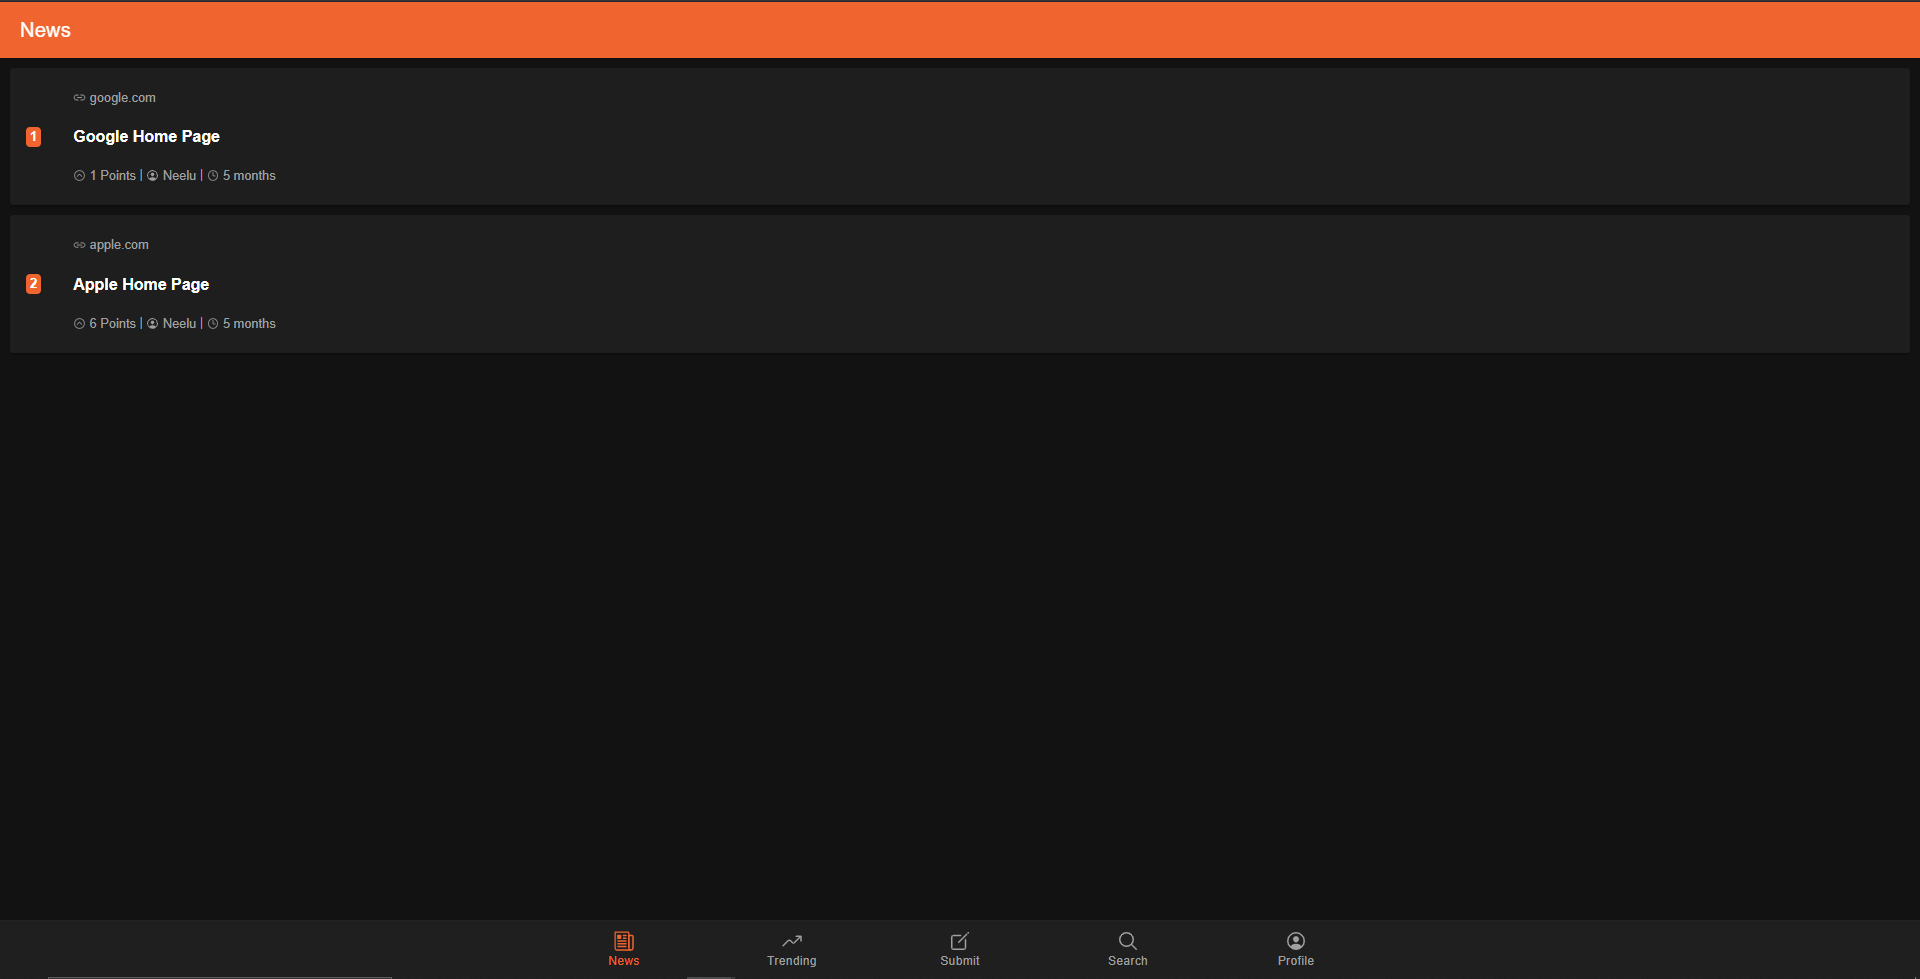 News
google.com
1
Google Home Page
1 Points | Neelu | 5 months
apple.com
2
Apple Home Page
6 Points | Neelu | 5 months
News
Trending
Submit
Search
Profile